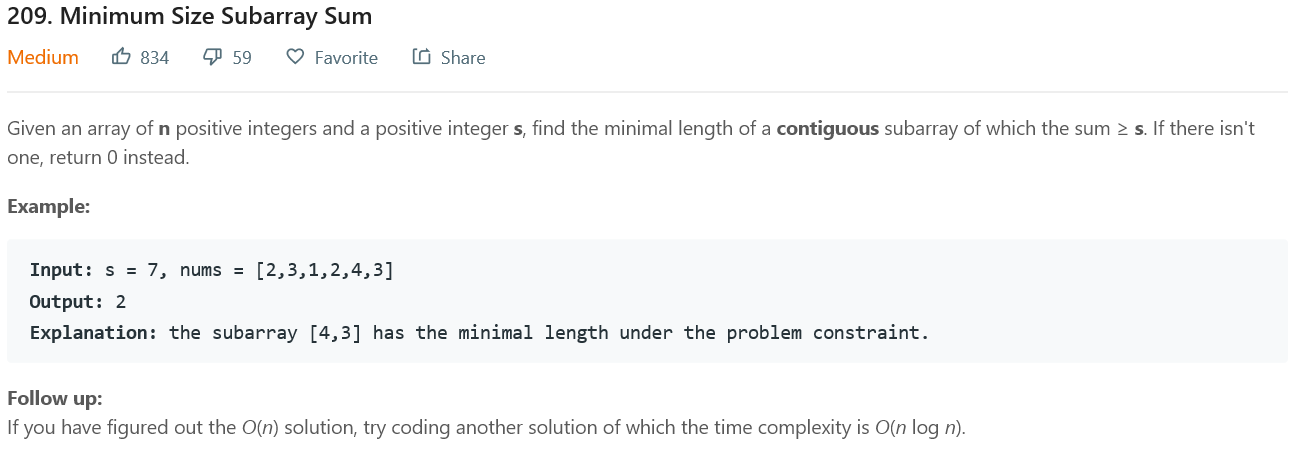 209. Minimum Size Subarray Sum
Medium 834 59 Favorite Share
Given an array of n positive integers and a positive integer s, find the minimal length of a contiguous subarray of which the sum ≥ s. If there isn't
one, return 0 instead.
Example:
Input: s = 7, nums = [2,3,1,2,4,3]
Output: 2
Explanation: the subarray [4,3] has the minimal length under the problem constraint.
Follow up:
If you have figured out the O(n) solution, try coding another solution of which the time complexity is O(n log n).